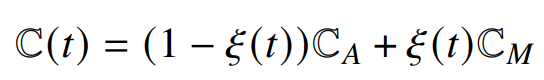 ℂ(t) = (1 − ξ(t))ℂ_A + ξ(t)ℂ_M